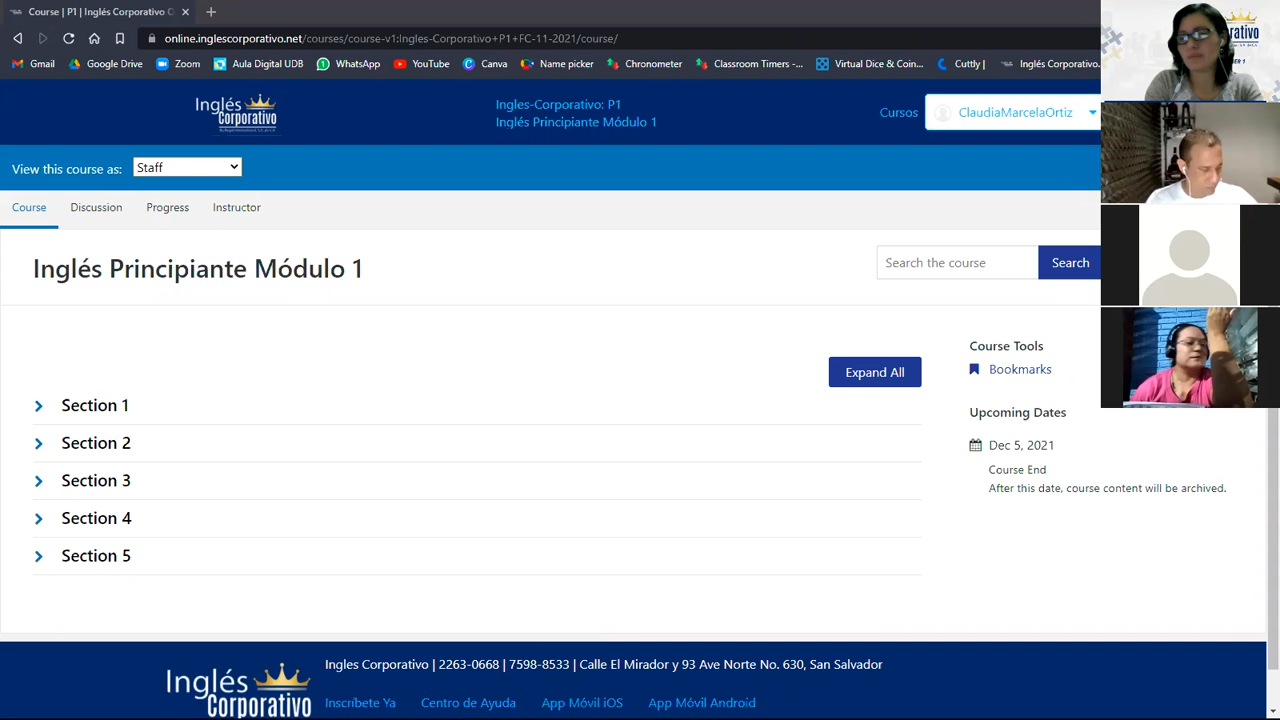 Course | P1 | Inglés Corporativo
online.inglescorporativo.net/courses/course-v1:Ingles-Corporativo+P1+FC-11-2021/course/
Gmail Google Drive Zoom Aula Digital UDB WhatsApp YouTube Canva Name picker Chronometer Classroom Timers -... Virtual Dice & Coin... Cuttly | Inglés Corporativo.
Inglés
Corporativo
Ingles-Corporativo: P1
Inglés Principiante Módulo 1
Cursos ClaudiaMarcelaOrtiz
View this course as: Staff
Course Discussion Progress Instructor
Inglés Principiante Módulo 1
Search the course Search
Expand All
Section 1
Section 2
Section 3
Section 4
Section 5
Course Tools
Bookmarks
Upcoming Dates
Dec 5, 2021
Course End
After this date, course content will be archived.
Inglés
Corporativo
Ingles Corporativo | 2263-0668 | 7598-8533 | Calle El Mirador y 93 Ave Norte No. 630, San Salvador
Inscríbete Ya Centro de Ayuda App Móvil iOS App Móvil Android